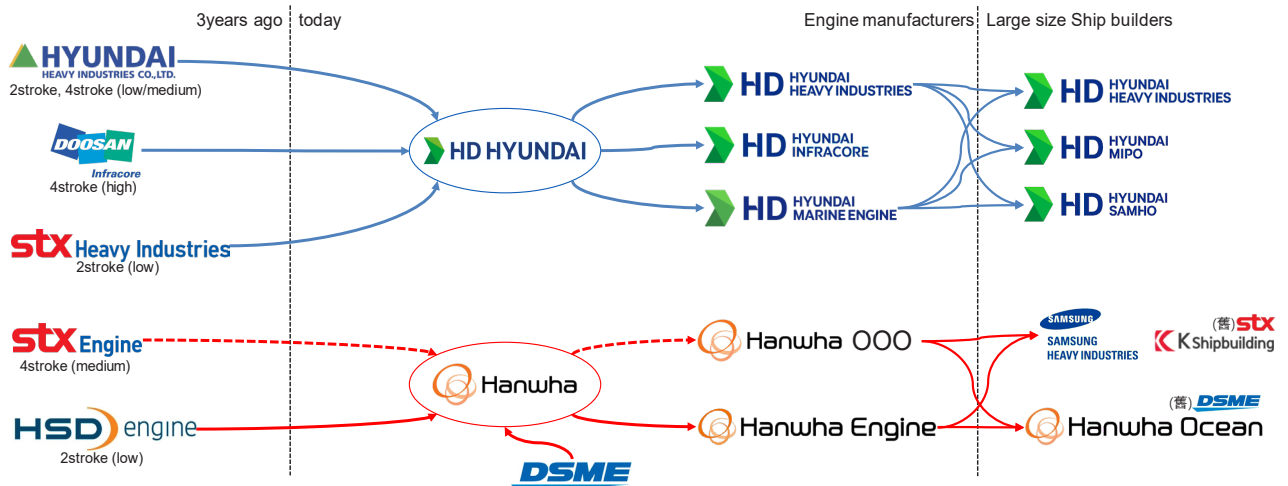 3years ago
today
Engine manufacturers
Large size Ship builders
HYUNDAI
HEAVY INDUSTRIES CO.,LTD.
2stroke, 4stroke (low/medium)
DOOSAN
Infracore
4stroke (high)
stx Heavy Industries
2stroke (low)
HD HYUNDAI
HD HYUNDAI
HEAVY INDUSTRIES
HD HYUNDAI
INFRACORE
HD HYUNDAI
MARINE ENGINE
HD HYUNDAI
HEAVY INDUSTRIES
HD HYUNDAI
MIPO
HD HYUNDAI
SAMHO
stx Engine
4stroke (medium)
HSD engine
2stroke (low)
Hanwha
DSME
Hanwha OOO
Hanwha Engine
SAMSUNG
SAMSUNG
HEAVY INDUSTRIES
(舊) stx
K Shipbuilding
(舊) DSME
Hanwha Ocean